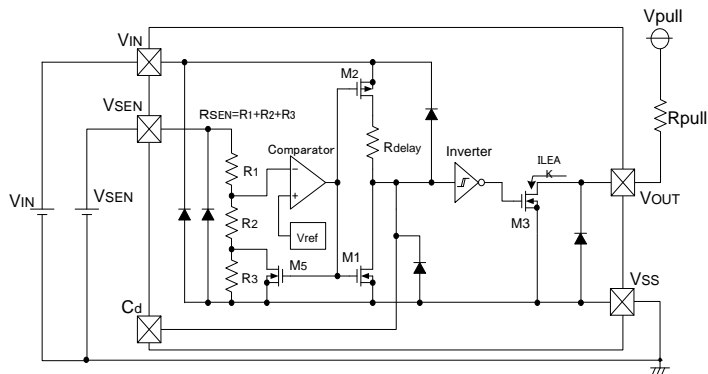 Vpull
VIN
M2
Rpull
VSEN
RSEN=R1+R2+R3
Comparator
Rdelay
Inverter
ILEA
K
R1
VOUT
VIN
VSEN
R2
Vref
M3
M5
M1
R3
VSS
Cd